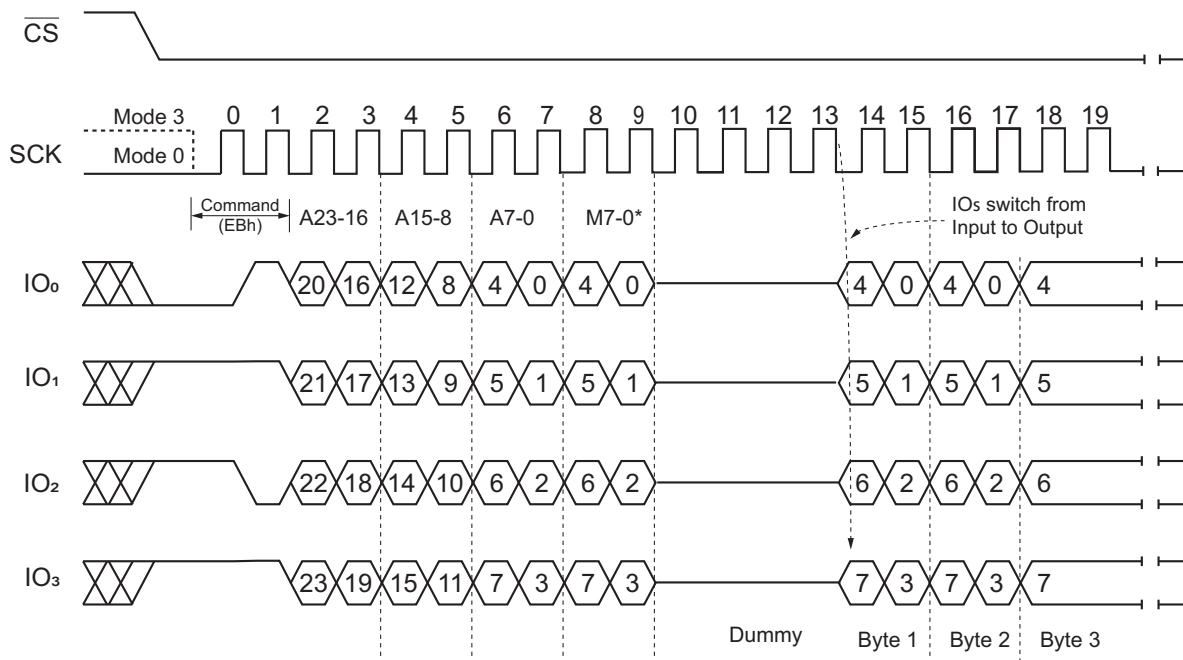 CS
Mode 3 0 1 2 3 4 5 6 7 8 9 10 11 12 13 14 15 16 17 18 19
SCK Mode 0
Command (EBh) A23-16 A15-8 A7-0 M7-0* IOs switch from
Input to Output
IO₀ 20 16 12 8 4 0 4 0 4 0 4 0 4
IO₁ 21 17 13 9 5 1 5 1 5 1 5 1 5
IO₂ 22 18 14 10 6 2 6 2 6 2 6 2 6
IO₃ 23 19 15 11 7 3 7 3 7 3 7 3 7
Dummy Byte 1 Byte 2 Byte 3